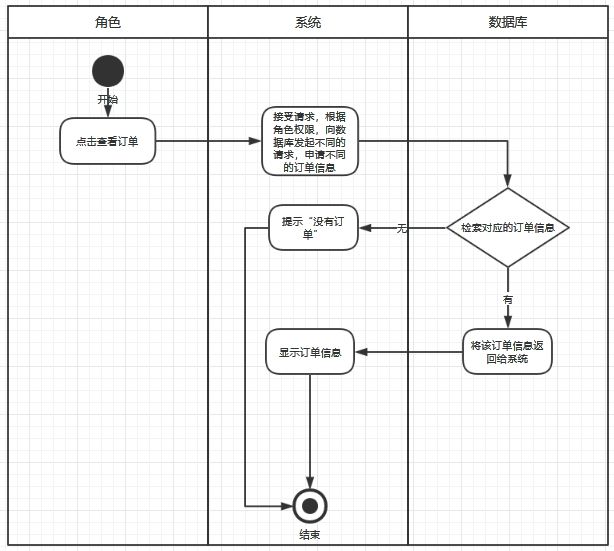 角色
系统
数据库
开始
点击查看订单
接受请求，根据
角色权限，向数
据库发起不同的
请求，申请不同
的订单信息
检索对应的订单信息
无
提示“没有订
单”
有
将该订单信息返
回给系统
显示订单信息
结束